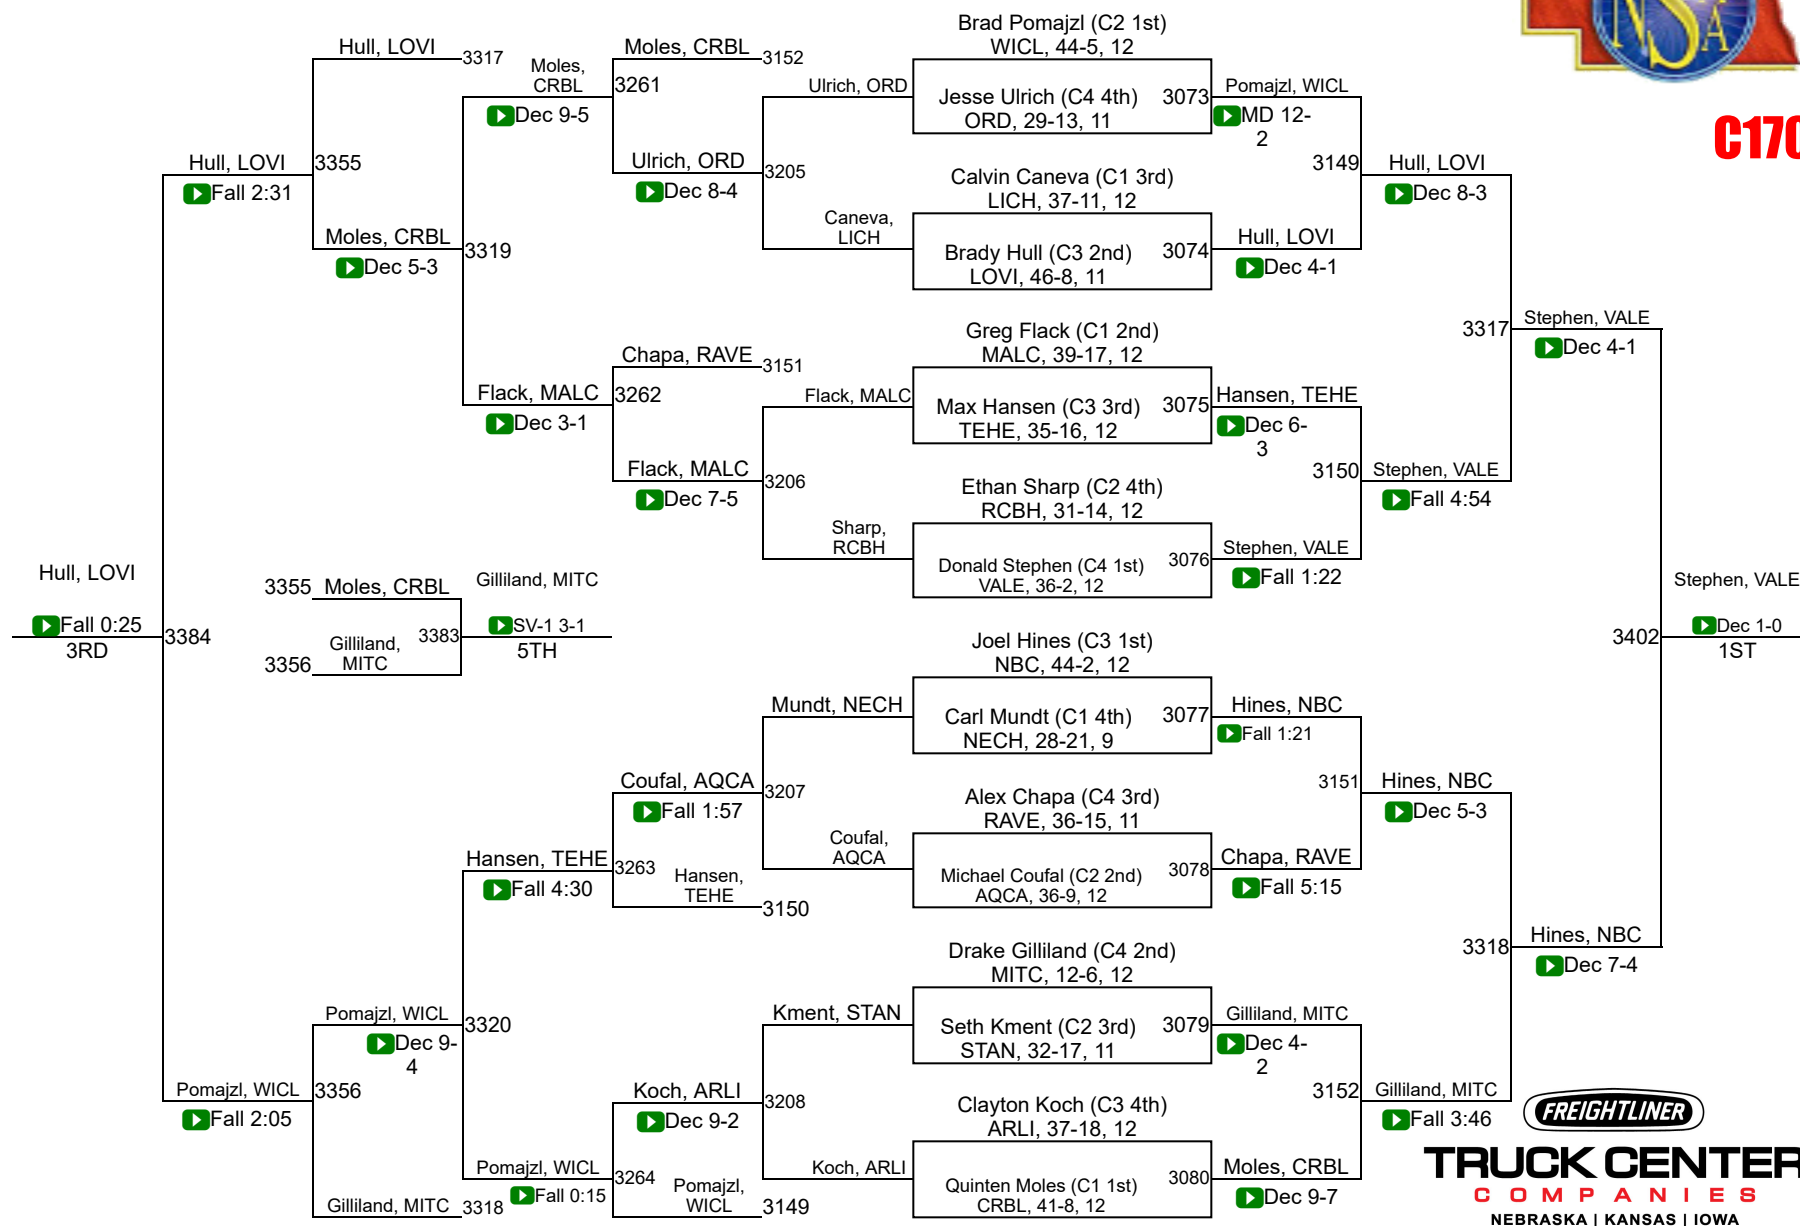 Hull, LOVI
3317
Moles, CRBL
Dec 9-5
Moles, CRBL
3152
3261
Ulrich, ORD
Dec 8-4
3205
Ulrich, ORD
Caneva, LICH
Hull, LOVI
Fall 2:31
3355
Moles, CRBL
Dec 5-3
3319
Chapa, RAVE
3151
Flack, MALC
Dec 3-1
3262
Flack, MALC
Dec 7-5
3206
Flack, MALC
Sharp, RCBH
Hull, LOVI
Fall 0:25
3RD
3384
3355
Moles, CRBL
3356
Gilliland, MITC
3383
Gilliland, MITC
SV-1 3-1
5TH
Mundt, NECH
Coufal, AQCA
Fall 1:57
3207
Coufal, AQCA
Hansen, TEHE
Fall 4:30
3263
Hansen, TEHE
3150
Pomajzl, WICL
Dec 9-4
3320
Pomajzl, WICL
Fall 2:05
3356
Gilliland, MITC
3318
Kment, STAN
Koch, ARLI
Dec 9-2
3208
Koch, ARLI
Pomajzl, WICL
Fall 0:15
3264
Pomajzl, WICL
3149
Brad Pomajzl (C2 1st)
WICL, 44-5, 12
Jesse Ulrich (C4 4th)
ORD, 29-13, 11
3073
Pomajzl, WICL
MD 12-2
Calvin Caneva (C1 3rd)
LICH, 37-11, 12
Brady Hull (C3 2nd)
LOVI, 46-8, 11
3074
Hull, LOVI
Dec 4-1
3149
Hull, LOVI
Dec 8-3
Greg Flack (C1 2nd)
MALC, 39-17, 12
Max Hansen (C3 3rd)
TEHE, 35-16, 12
3075
Hansen, TEHE
Dec 6-3
Ethan Sharp (C2 4th)
RCBH, 31-14, 12
Donald Stephen (C4 1st)
VALE, 36-2, 12
3076
Stephen, VALE
Fall 1:22
3150
Stephen, VALE
Fall 4:54
3317
Stephen, VALE
Dec 4-1
Joel Hines (C3 1st)
NBC, 44-2, 12
Carl Mundt (C1 4th)
NECH, 28-21, 9
3077
Hines, NBC
Fall 1:21
Alex Chapa (C4 3rd)
RAVE, 36-15, 11
Michael Coufal (C2 2nd)
AQCA, 36-9, 12
3078
Chapa, RAVE
Fall 5:15
3151
Hines, NBC
Dec 5-3
Drake Gilliland (C4 2nd)
MITC, 12-6, 12
Seth Kment (C2 3rd)
STAN, 32-17, 11
3079
Gilliland, MITC
Dec 4-2
Clayton Koch (C3 4th)
ARLI, 37-18, 12
Quinten Moles (C1 1st)
CRBL, 41-8, 12
3080
Moles, CRBL
Dec 9-7
3152
Gilliland, MITC
Fall 3:46
3318
Hines, NBC
Dec 7-4
3402
Stephen, VALE
Dec 1-0
1ST
NSA
C170
FREIGHTLINER
TRUCK CENTER
COMPANIES
NEBRASKA | KANSAS | IOWA